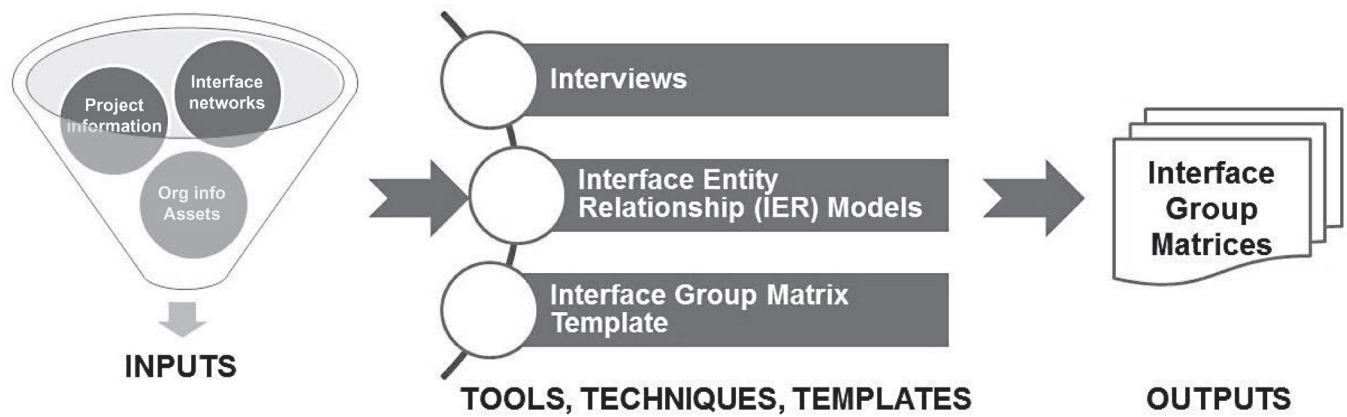 Project
information
Interface
networks
Org info
Assets
INPUTS
Interviews
Interface Entity
Relationship (IER) Models
Interface Group Matrix
Template
TOOLS, TECHNIQUES, TEMPLATES
Interface
Group
Matrices
OUTPUTS